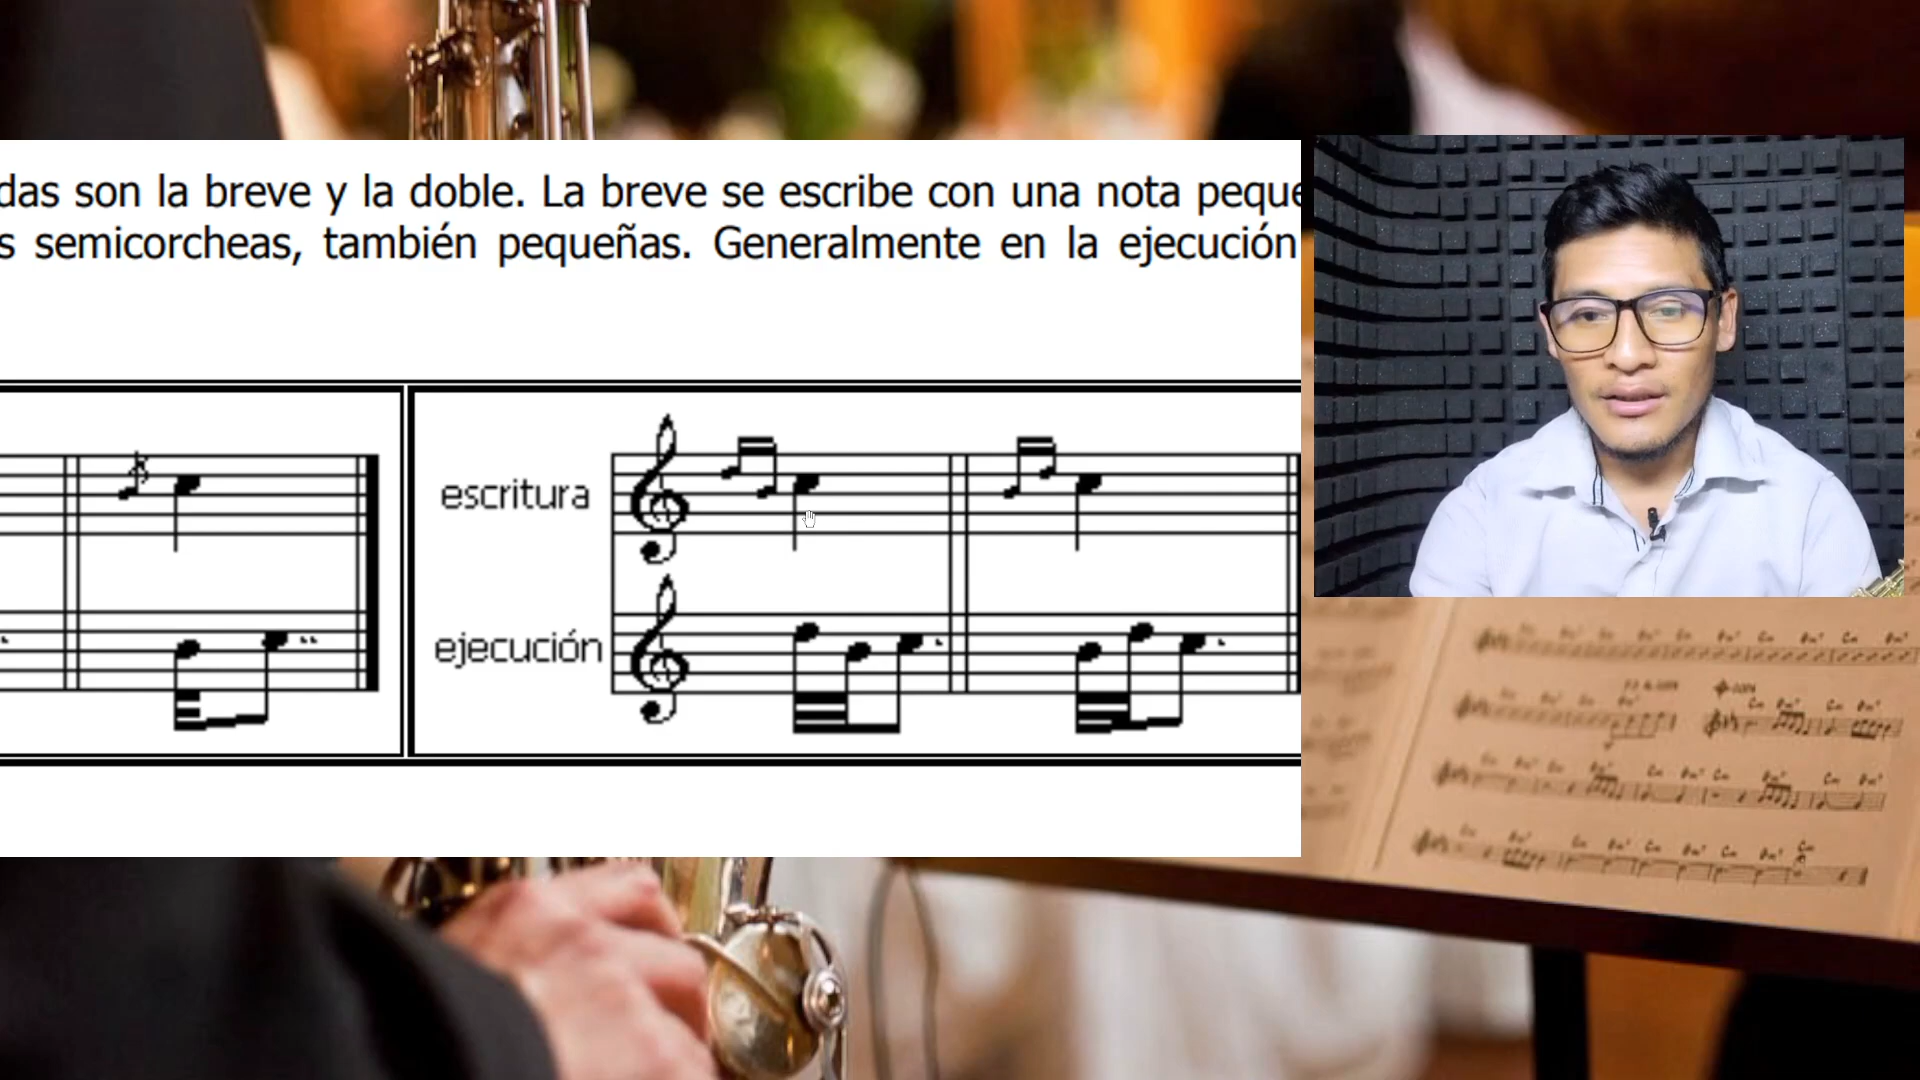 das son la breve y la doble. La breve se escribe con una nota peque
s semicorcheas, también pequeñas. Generalmente en la ejecución
escritura
ejecución